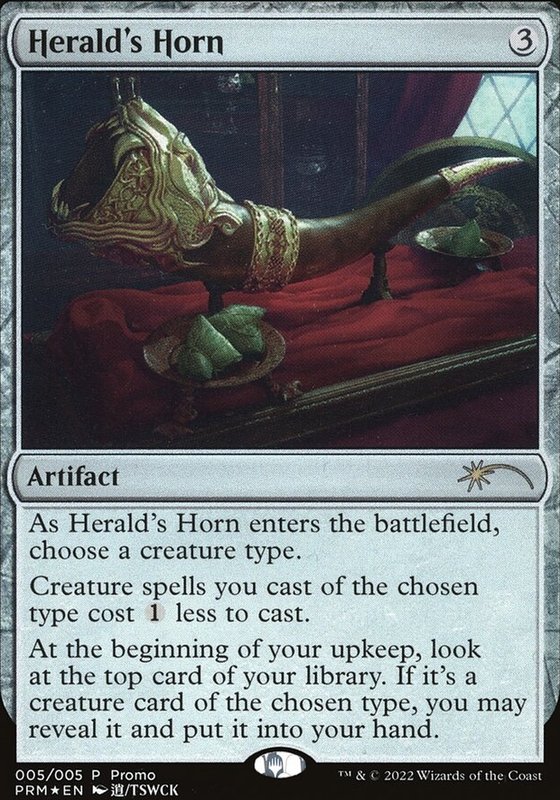 Herald's Horn 3
Artifact
As Herald's Horn enters the battlefield,
choose a creature type.
Creature spells you cast of the chosen
type cost 1 less to cast.
At the beginning of your upkeep, look
at the top card of your library. If it's a
creature card of the chosen type, you may
reveal it and put it into your hand.
005/005 P Promo
PRM★EN 逍/TSWCK
™ & © 2022 Wizards of the Coast